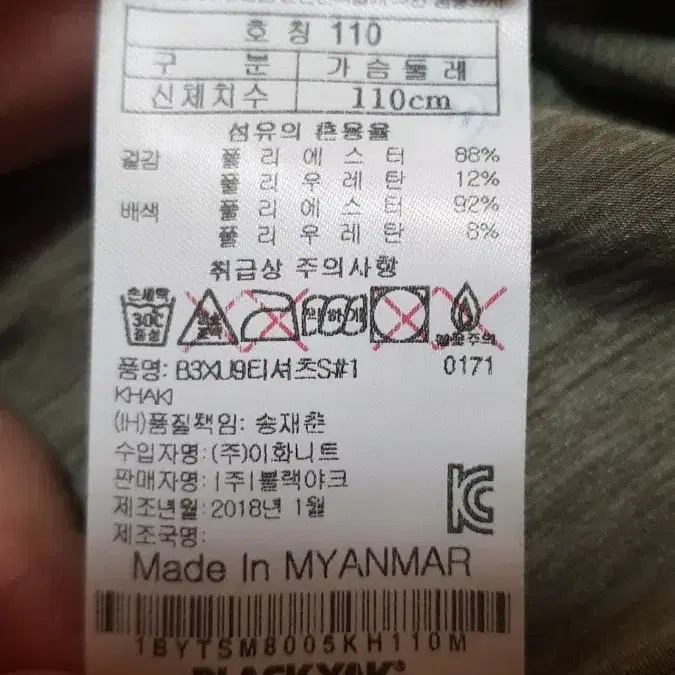 호 칭 110
구 분 가슴둘레
신체치수 110cm
섬유의 혼용율
겉감 폴 리 에 스 터 88%
폴 리 우 레 탄 12%
배색 폴 리 에 스 터 92%
폴 리 우 레 탄 8%
취급상 주의사항
손세탁 30℃ 중성 약하게
품명: B3XU9티셔츠S#1 0171
KHAKI
(IH)품질책임: 송재춘
수입자명: (주)이화니트
판매자명: (주)블랙야크
제조년월: 2018년 1월
제조국명:
Made In MYANMAR
1BYTSM8005KH110M
BLACKYAK®